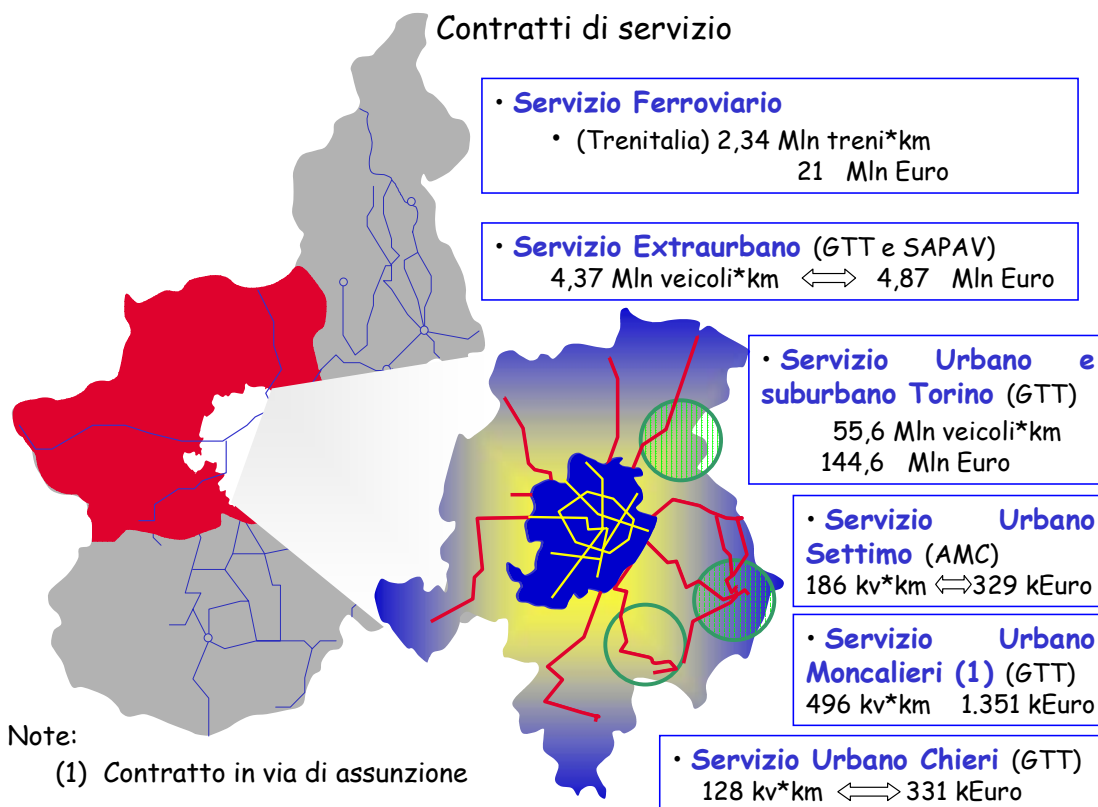 Contratti di servizio
• Servizio Ferroviario
• (Trenitalia) 2,34 Mln treni*km
21 Mln Euro
• Servizio Extraurbano (GTT e SAPAV)
4,37 Mln veicoli*km 4,87 Mln Euro
• Servizio Urbano e
suburbano Torino (GTT)
55,6 Mln veicoli*km
144,6 Mln Euro
• Servizio Urbano
Settimo (AMC)
186 kv*km 329 kEuro
• Servizio Urbano
Moncalieri (1) (GTT)
496 kv*km 1.351 kEuro
• Servizio Urbano Chieri (GTT)
128 kv*km 331 kEuro
Note:
(1) Contratto in via di assunzione